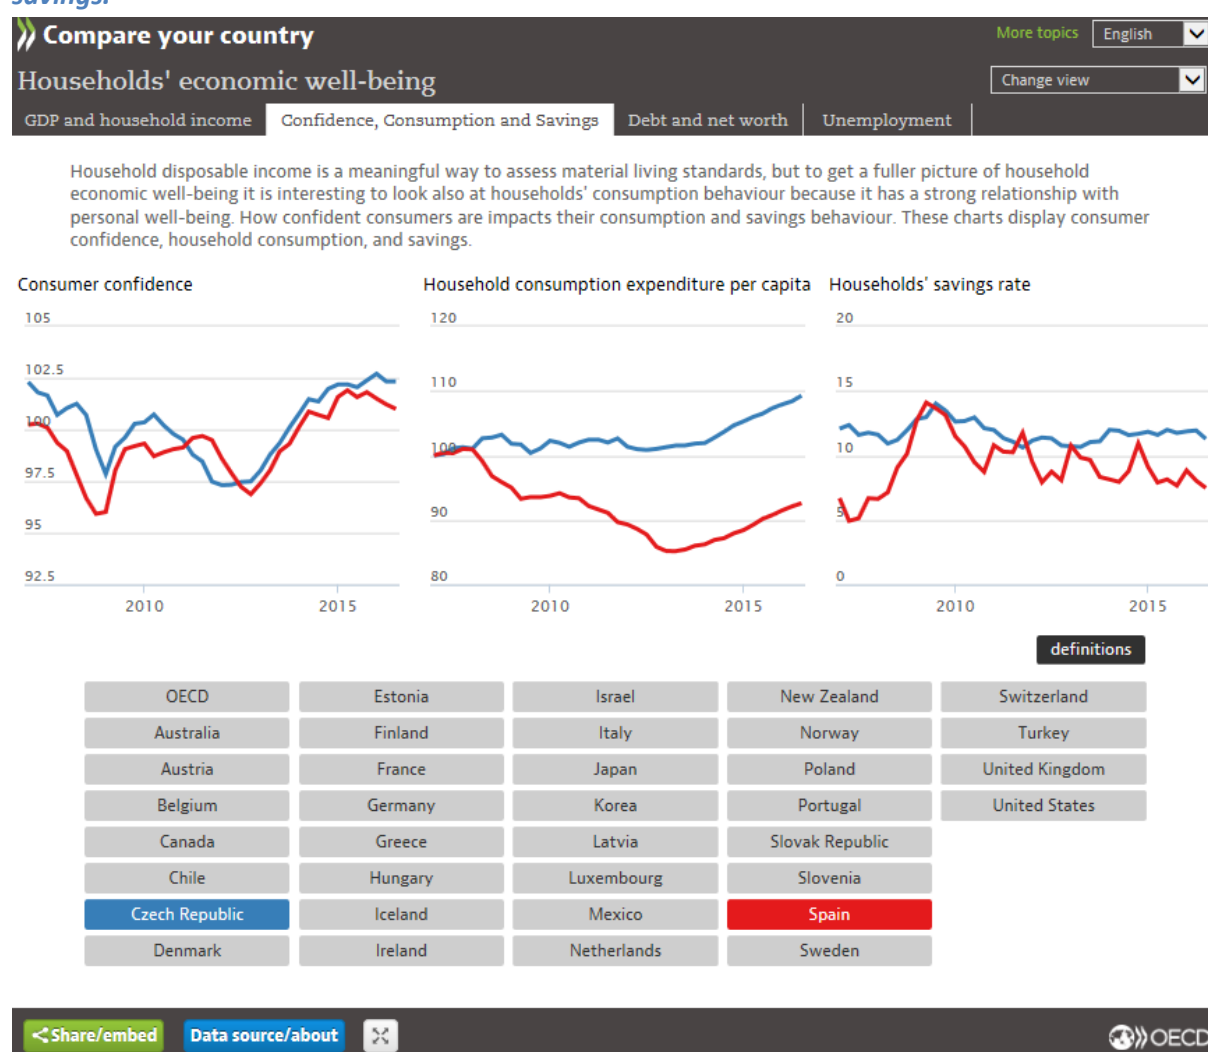 savings.
Compare your country
More topics
English
Households' economic well-being
Change view
GDP and household income
Confidence, Consumption and Savings
Debt and net worth
Unemployment
Household disposable income is a meaningful way to assess material living standards, but to get a fuller picture of household
economic well-being it is interesting to look also at households' consumption behaviour because it has a strong relationship with
personal well-being. How confident consumers are impacts their consumption and savings behaviour. These charts display consumer
confidence, household consumption, and savings.
Consumer confidence
105
102.5
100
97.5
95
92.5
2010
2015
Household consumption expenditure per capita
120
110
100
90
80
2010
2015
Households' savings rate
20
15
10
5
0
2010
2015
definitions
OECD
Estonia
Israel
New Zealand
Switzerland
Australia
Finland
Italy
Norway
Turkey
Austria
France
Japan
Poland
United Kingdom
Belgium
Germany
Korea
Portugal
United States
Canada
Greece
Latvia
Slovak Republic
Chile
Hungary
Luxembourg
Slovenia
Czech Republic
Iceland
Mexico
Spain
Denmark
Ireland
Netherlands
Sweden
Share/embed
Data source/about
OECD